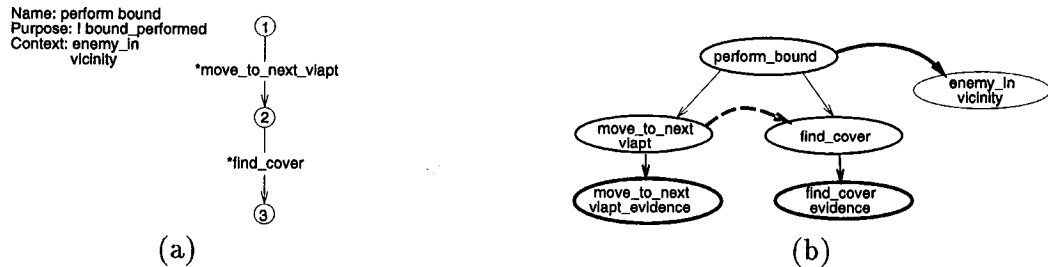 Name: perform bound
Purpose: ! bound_performed
Context: enemy_in
vicinity
1
*move_to_next_viapt
2
*find_cover
3
(a)
perform_bound
enemy_in
vicinity
move_to_next
viapt
find_cover
move_to_next
viapt_evidence
find_cover
evidence
(b)